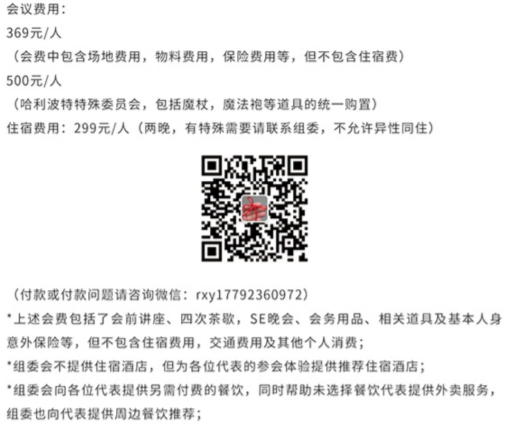 会议费用：
369元/人
（会费中包含场地费用，物料费用，保险费用等，但不包含住宿费）
500元/人
（哈利波特特殊委员会，包括魔杖，魔法袍等道具的统一购置）
住宿费用：299元/人（两晚，有特殊需要请联系组委，不允许异性同住）
（付款或付款问题请咨询微信：rxy17792360972）
*上述会费包括了会前讲座、四次茶歇，SE晚会、会务用品、相关道具及基本人身
意外保险等，但不包含住宿费用，交通费用及其他个人消费；
*组委会不提供住宿酒店，但为各位代表的参会体验提供推荐住宿酒店；
*组委会向各位代表提供另需付费的餐饮，同时帮助未选择餐饮代表提供外卖服务，
组委也向代表提供周边餐饮推荐；